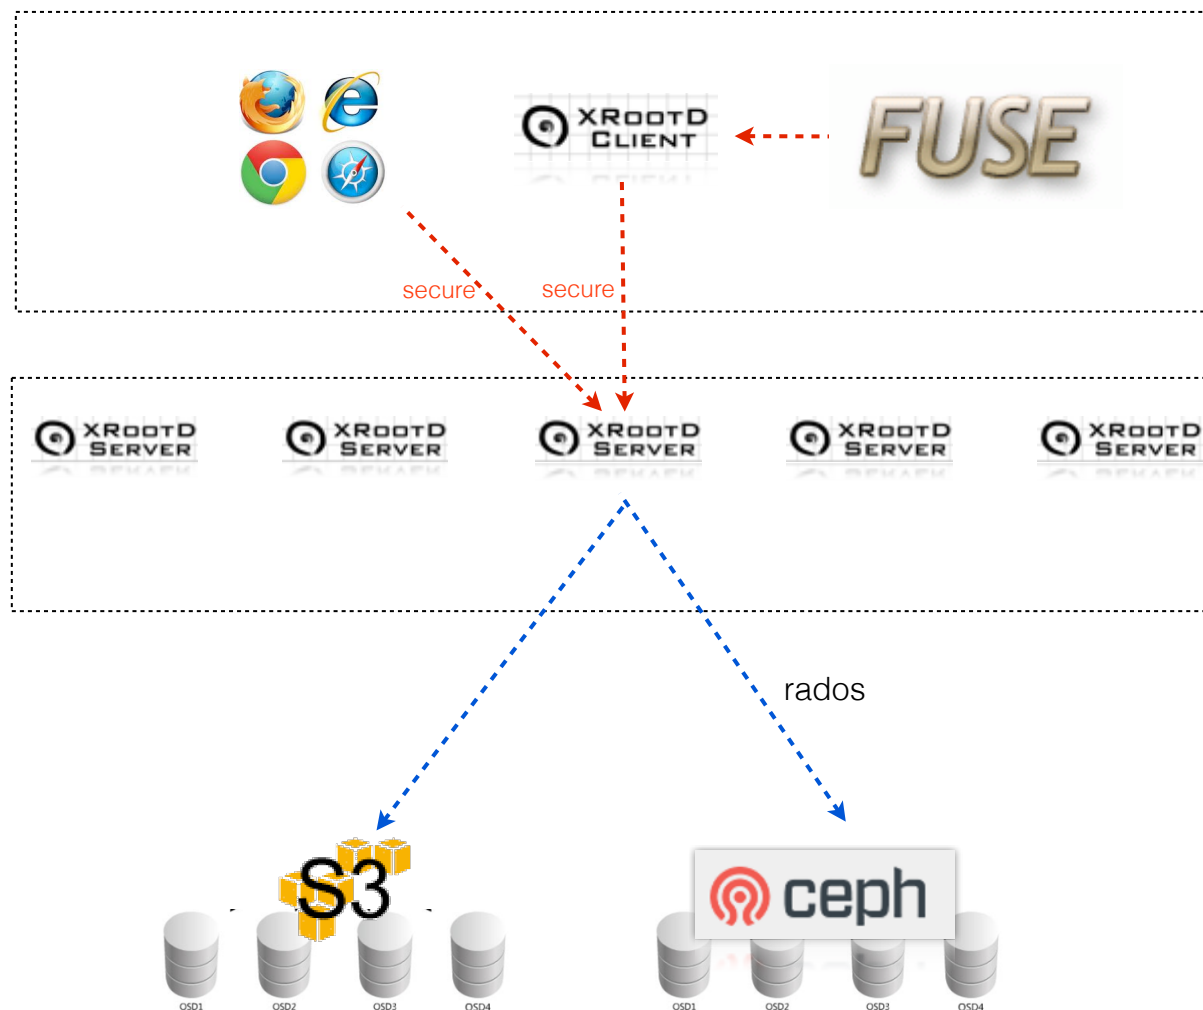 XROOTD
CLIENT
FUSE
secure
secure
XROOTD
SERVER
XROOTD
SERVER
XROOTD
SERVER
XROOTD
SERVER
XROOTD
SERVER
rados
S3
ceph
OSD1
OSD2
OSD3
OSD4
OSD1
OSD2
OSD3
OSD4